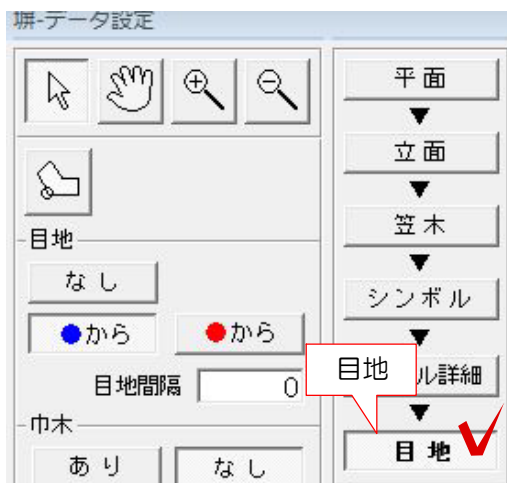 塀-データ設定
目地
なし
●から
●から
目地間隔
0
巾木
あり
なし
平面
▼
立面
▼
笠木
▼
シンボル
▼
ル詳細
▼
目地
目地